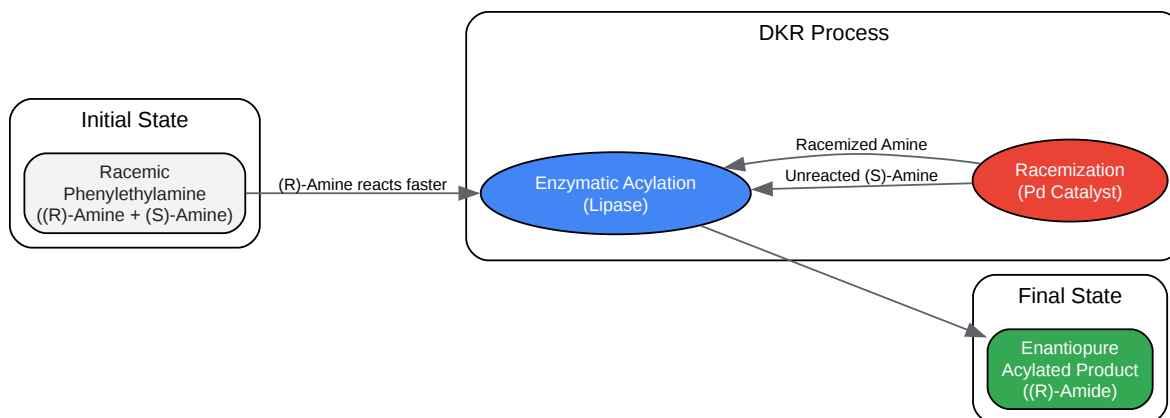 DKR Process
Initial State
Racemic
Phenylethylamine
((R)-Amine + (S)-Amine)
(R)-Amine reacts faster
Enzymatic Acylation
(Lipase)
Racemized Amine
Unreacted (S)-Amine
Racemization
(Pd Catalyst)
Final State
Enantiopure
Acylated Product
((R)-Amide)